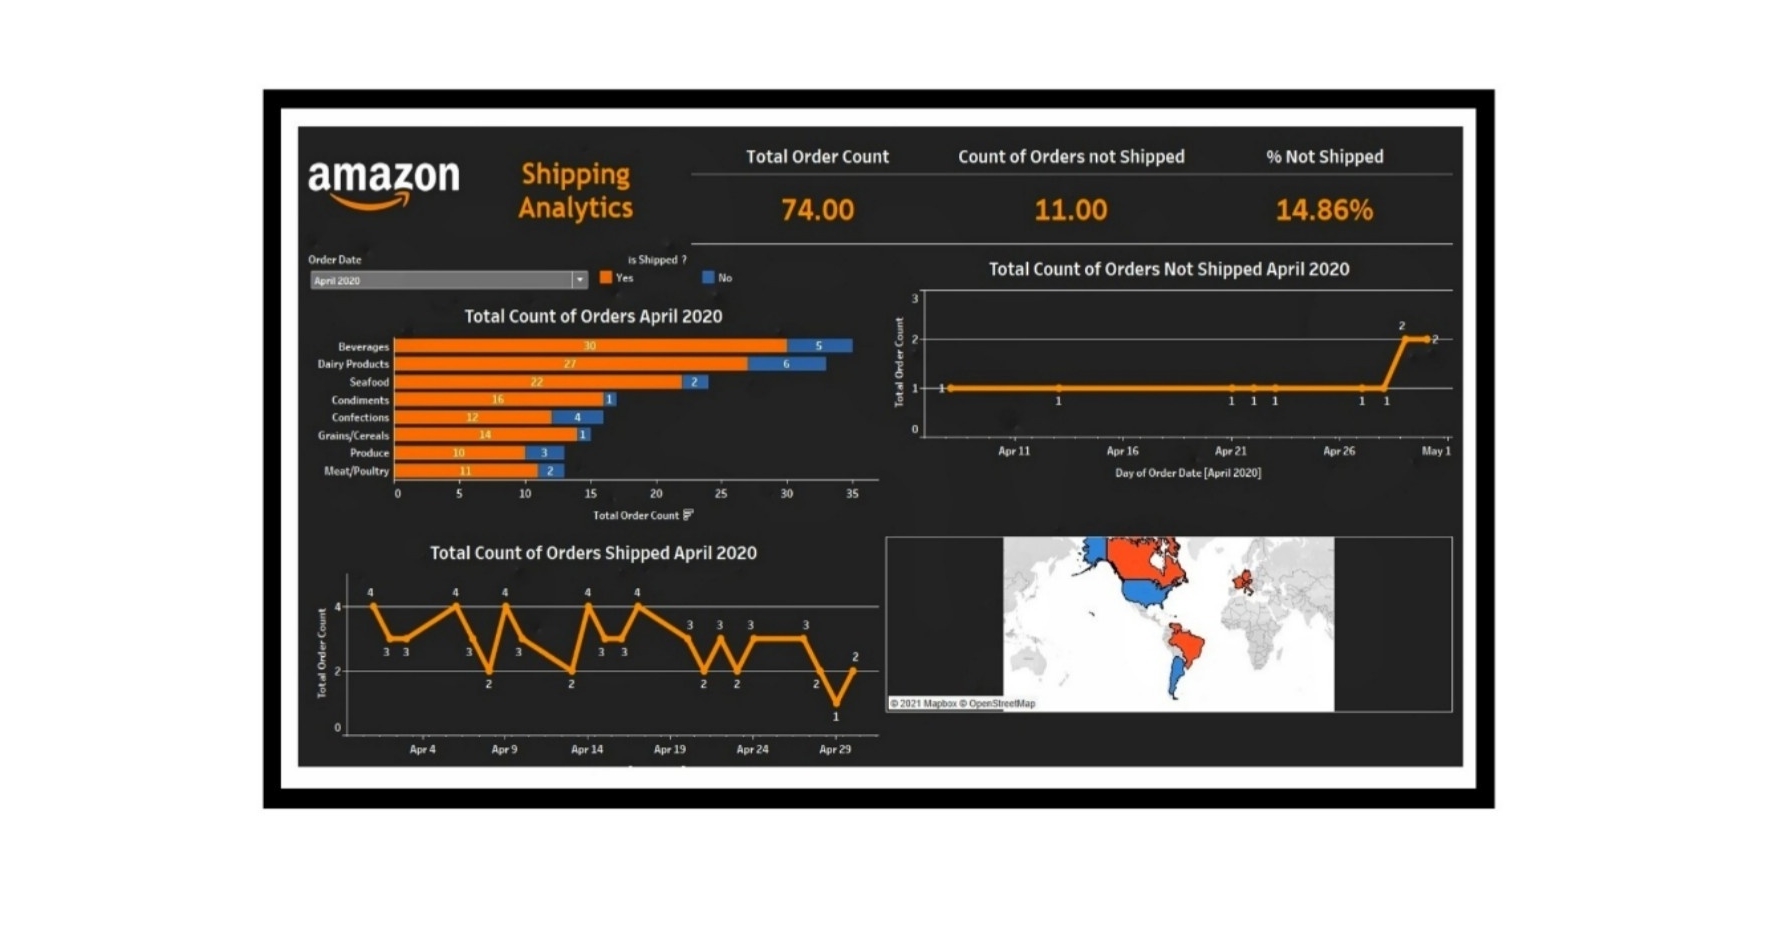 amazon
Shipping
Analytics
Total Order Count
Count of Orders not Shipped
% Not Shipped
74.00
11.00
14.86%
Order Date
April 2020
is Shipped ?
Yes
No
Total Count of Orders April 2020
Beverages 30 5
Dairy Products 27 6
Seafood 22 2
Condiments 16 1
Confections 12 4
Grains/Cereals 14 1
Produce 10 3
Meat/Poultry 11 2
0 5 10 15 20 25 30 35
Total Order Count
Total Count of Orders Not Shipped April 2020
Total Order Count
3
2
1
0
1 1 1 1 1 1 1 2 2
Apr 11 Apr 16 Apr 21 Apr 26 May 1
Day of Order Date [April 2020]
Total Count of Orders Shipped April 2020
Total Order Count
4
2
0
4 3 3 4 3 2 4 3 2 4 3 3 4 3 2 3 2 3 3 2 1 2
Apr 4 Apr 9 Apr 14 Apr 19 Apr 24 Apr 29
© 2021 Mapbox © OpenStreetMap